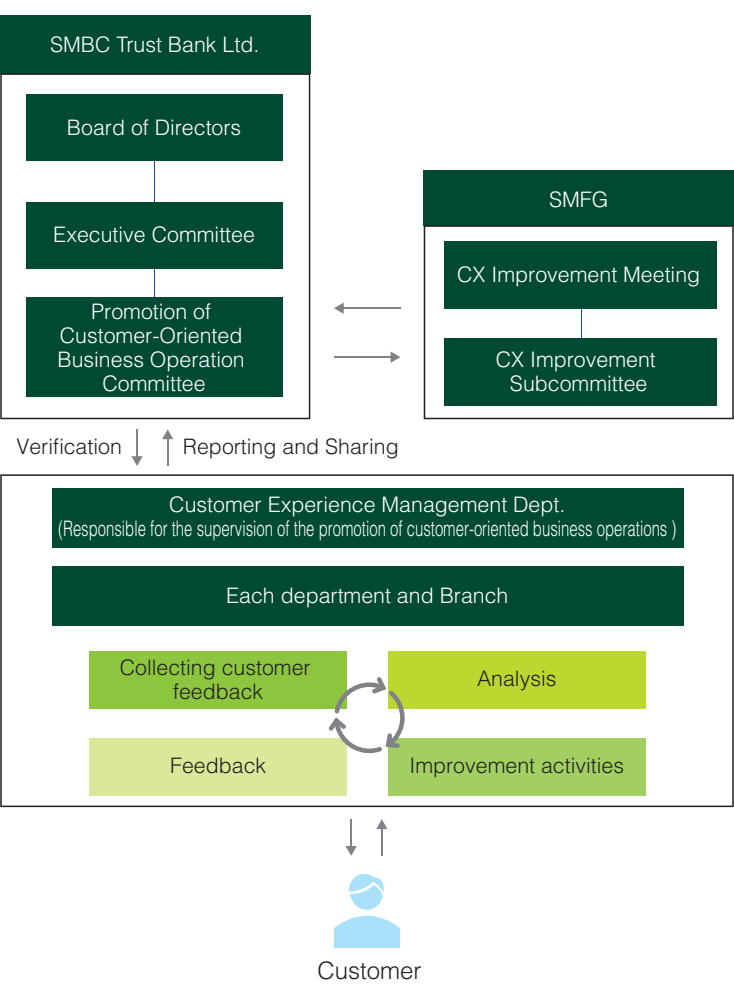 SMBC Trust Bank Ltd.
Board of Directors
Executive Committee
Promotion of
Customer-Oriented
Business Operation
Committee
SMFG
CX Improvement Meeting
CX Improvement
Subcommittee
Verification
Reporting and Sharing
Customer Experience Management Dept.
(Responsible for the supervision of the promotion of customer-oriented business operations )
Each department and Branch
Collecting customer
feedback
Analysis
Feedback
Improvement activities
Customer